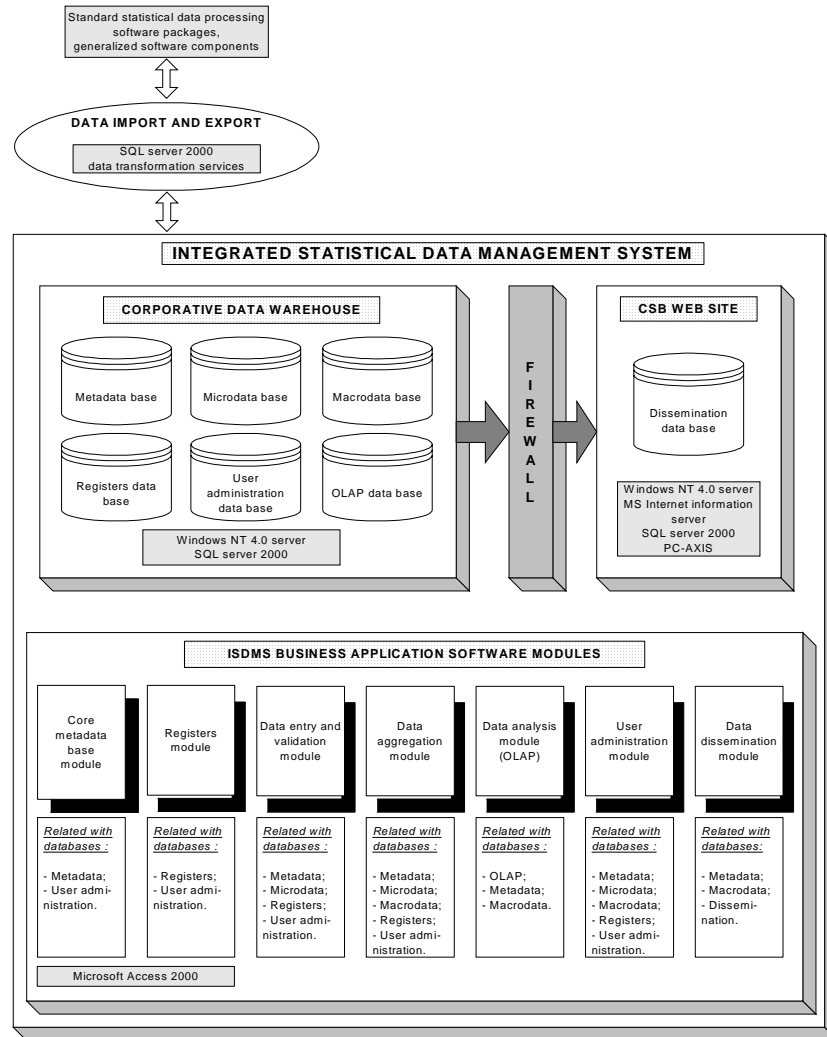 Standard statistical data processing
software packages,
generalized software components
DATA IMPORT AND EXPORT
SQL server 2000
data transformation services
INTEGRATED STATISTICAL DATA MANAGEMENT SYSTEM
CORPORATIVE DATA WAREHOUSE
Metadata base
Microdata base
Macrodata base
Registers data
base
User
administration
data base
OLAP data base
Windows NT 4.0 server
SQL server 2000
F
I
R
E
W
A
L
L
CSB WEB SITE
Dissemination
data base
Windows NT 4.0 server
MS Internet information
server
SQL server 2000
PC-AXIS
ISDMS BUSINESS APPLICATION SOFTWARE MODULES
Core
metadata
base
module
Registers
module
Data entry and
validation
module
Data
aggregation
module
Data analysis
module
(OLAP)
User
administration
module
Data
dissemination
module
Related with
databases :
- Metadata;
- User admi-
nistration.
Related with
databases :
- Registers;
- User admi-
nistration.
Related with
databases :
- Metadata;
- Microdata;
- Registers;
- User admi-
nistration.
Related with
databases :
- Metadata;
- Microdata;
- Macrodata;
- Registers;
- User admi-
nistration.
Related with
databases :
- OLAP;
- Metadata;
- Macrodata.
Related with
databases :
- Metadata;
- Microdata;
- Macrodata;
- Registers;
- User admi-
nistration.
Related with
databases:
- Metadata;
- Macrodata;
- Dissemi-
nation.
Microsoft Access 2000